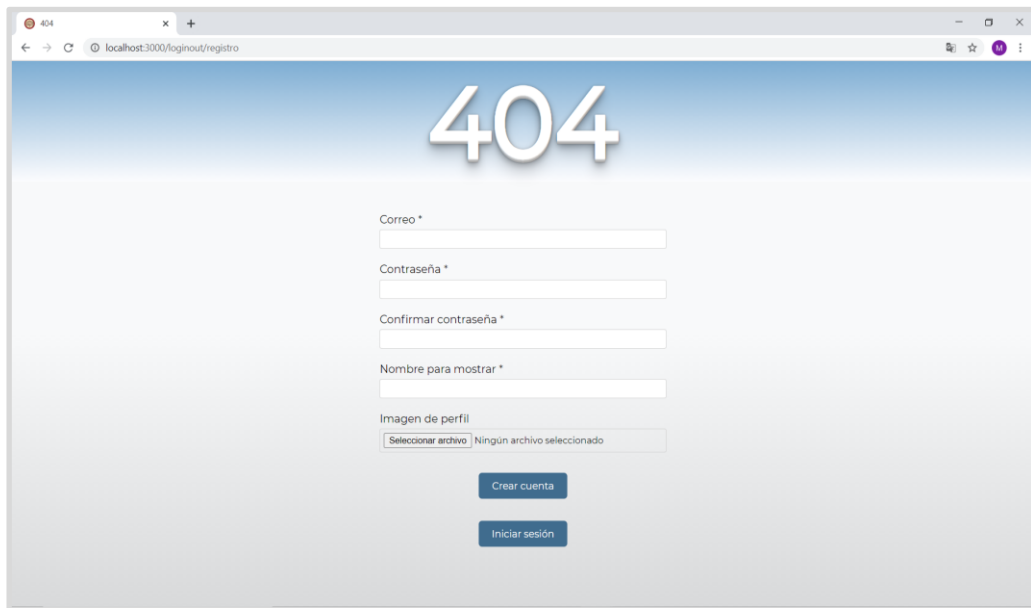 404
localhost:3000/loginout/registro
M
404
Correo *
Contraseña *
Confirmar contraseña *
Nombre para mostrar *
Imagen de perfil
Seleccionar archivo Ningún archivo seleccionado
Crear cuenta
Iniciar sesión